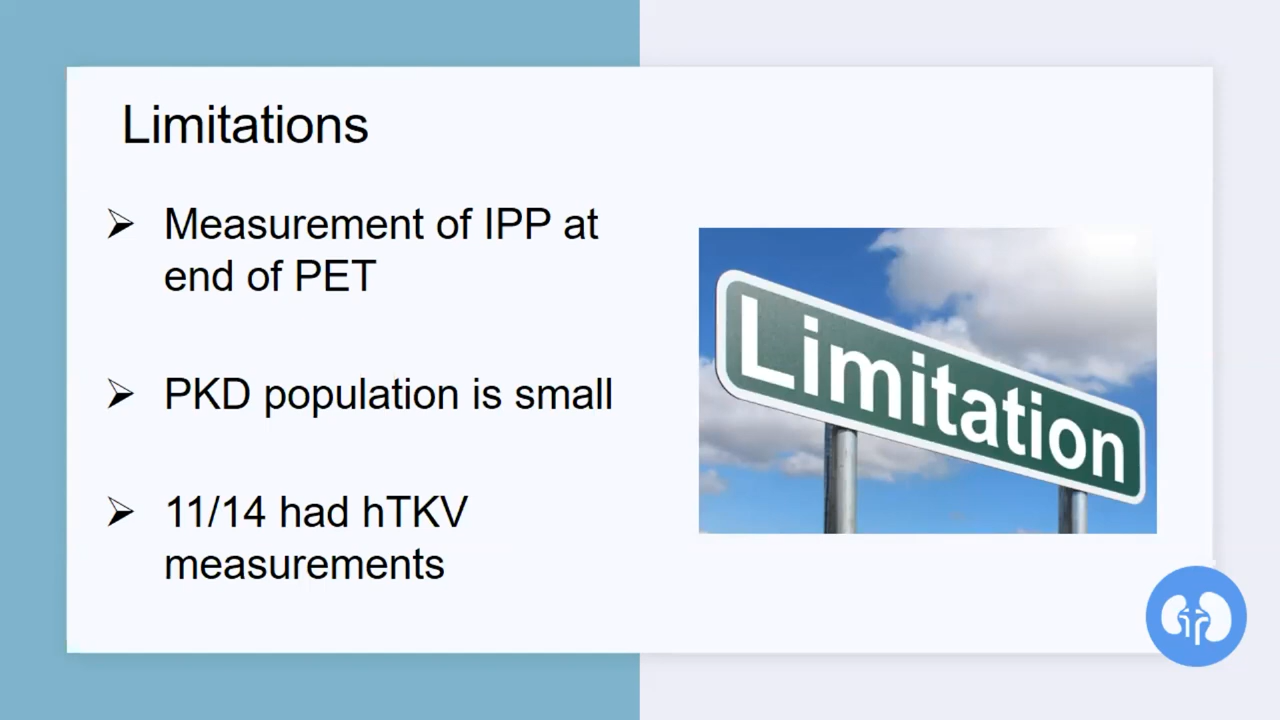 Limitations
➢ Measurement of IPP at
end of PET
➢ PKD population is small
➢ 11/14 had hTKV
measurements
Limitation